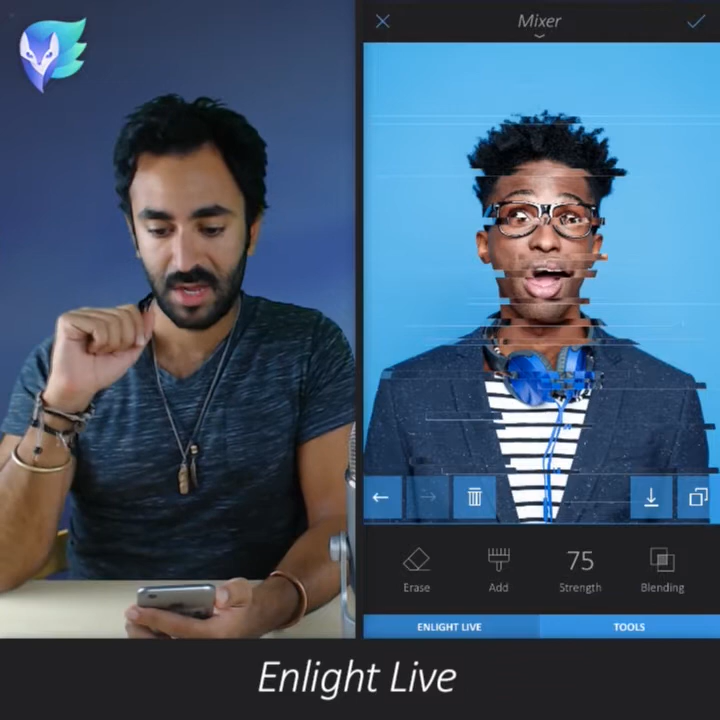 Mixer
Erase
Add
75
Strength
Blending
ENLIGHT LIVE
TOOLS
Enlight Live